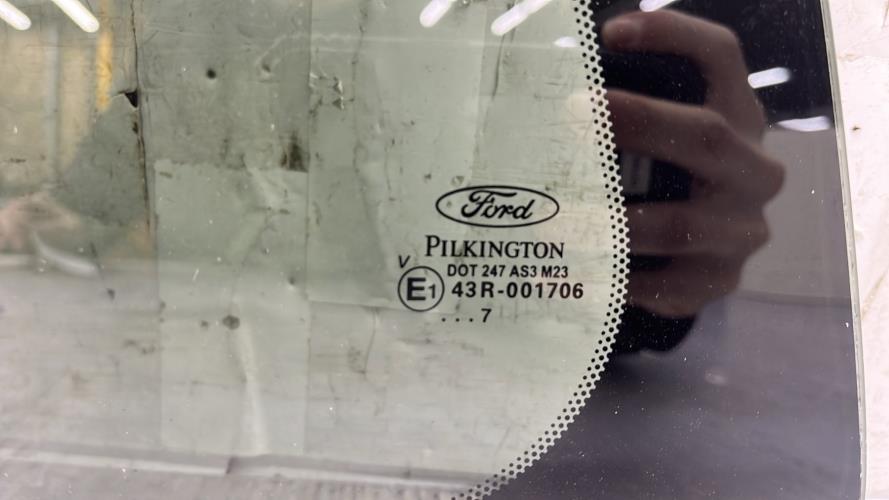 Ford
PILKINGTON
DOT 247 AS3 M23
V
E1 43R-001706
...7